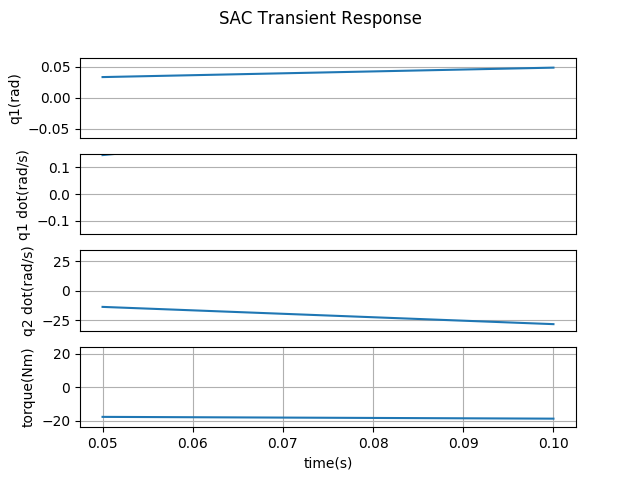 SAC Transient Response
q1(rad)
0.05
0.00
−0.05
q1 dot(rad/s)
0.1
0.0
−0.1
q2 dot(rad/s)
25
0
−25
torque(Nm)
20
0
−20
0.05 0.06 0.07 0.08 0.09 0.10
time(s)